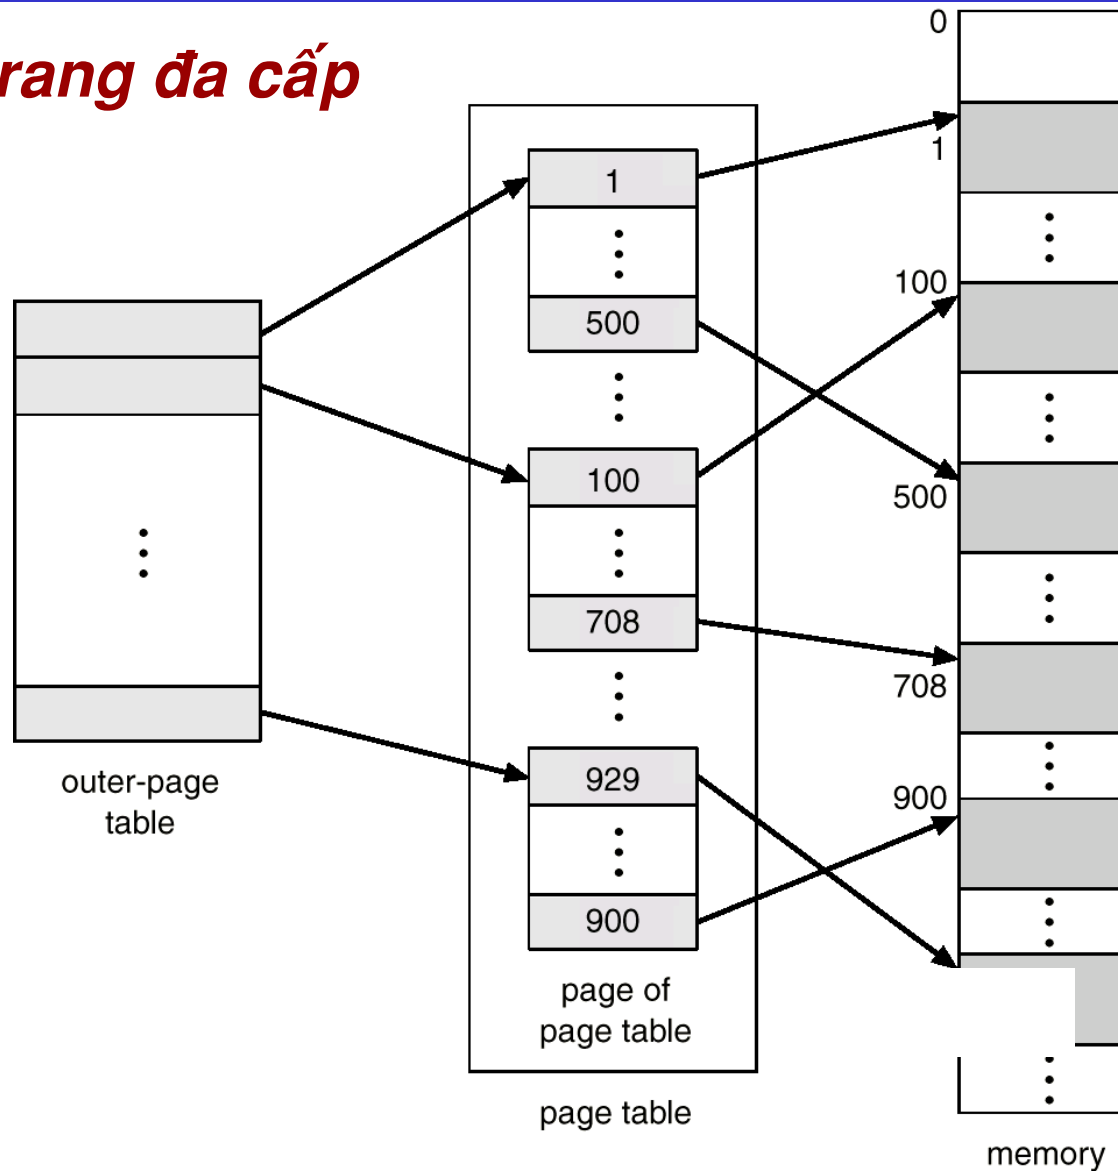 rang đa cấp
0
1
100
500
708
900
1
500
100
708
929
900
outer-page
table
page of
page table
page table
memory